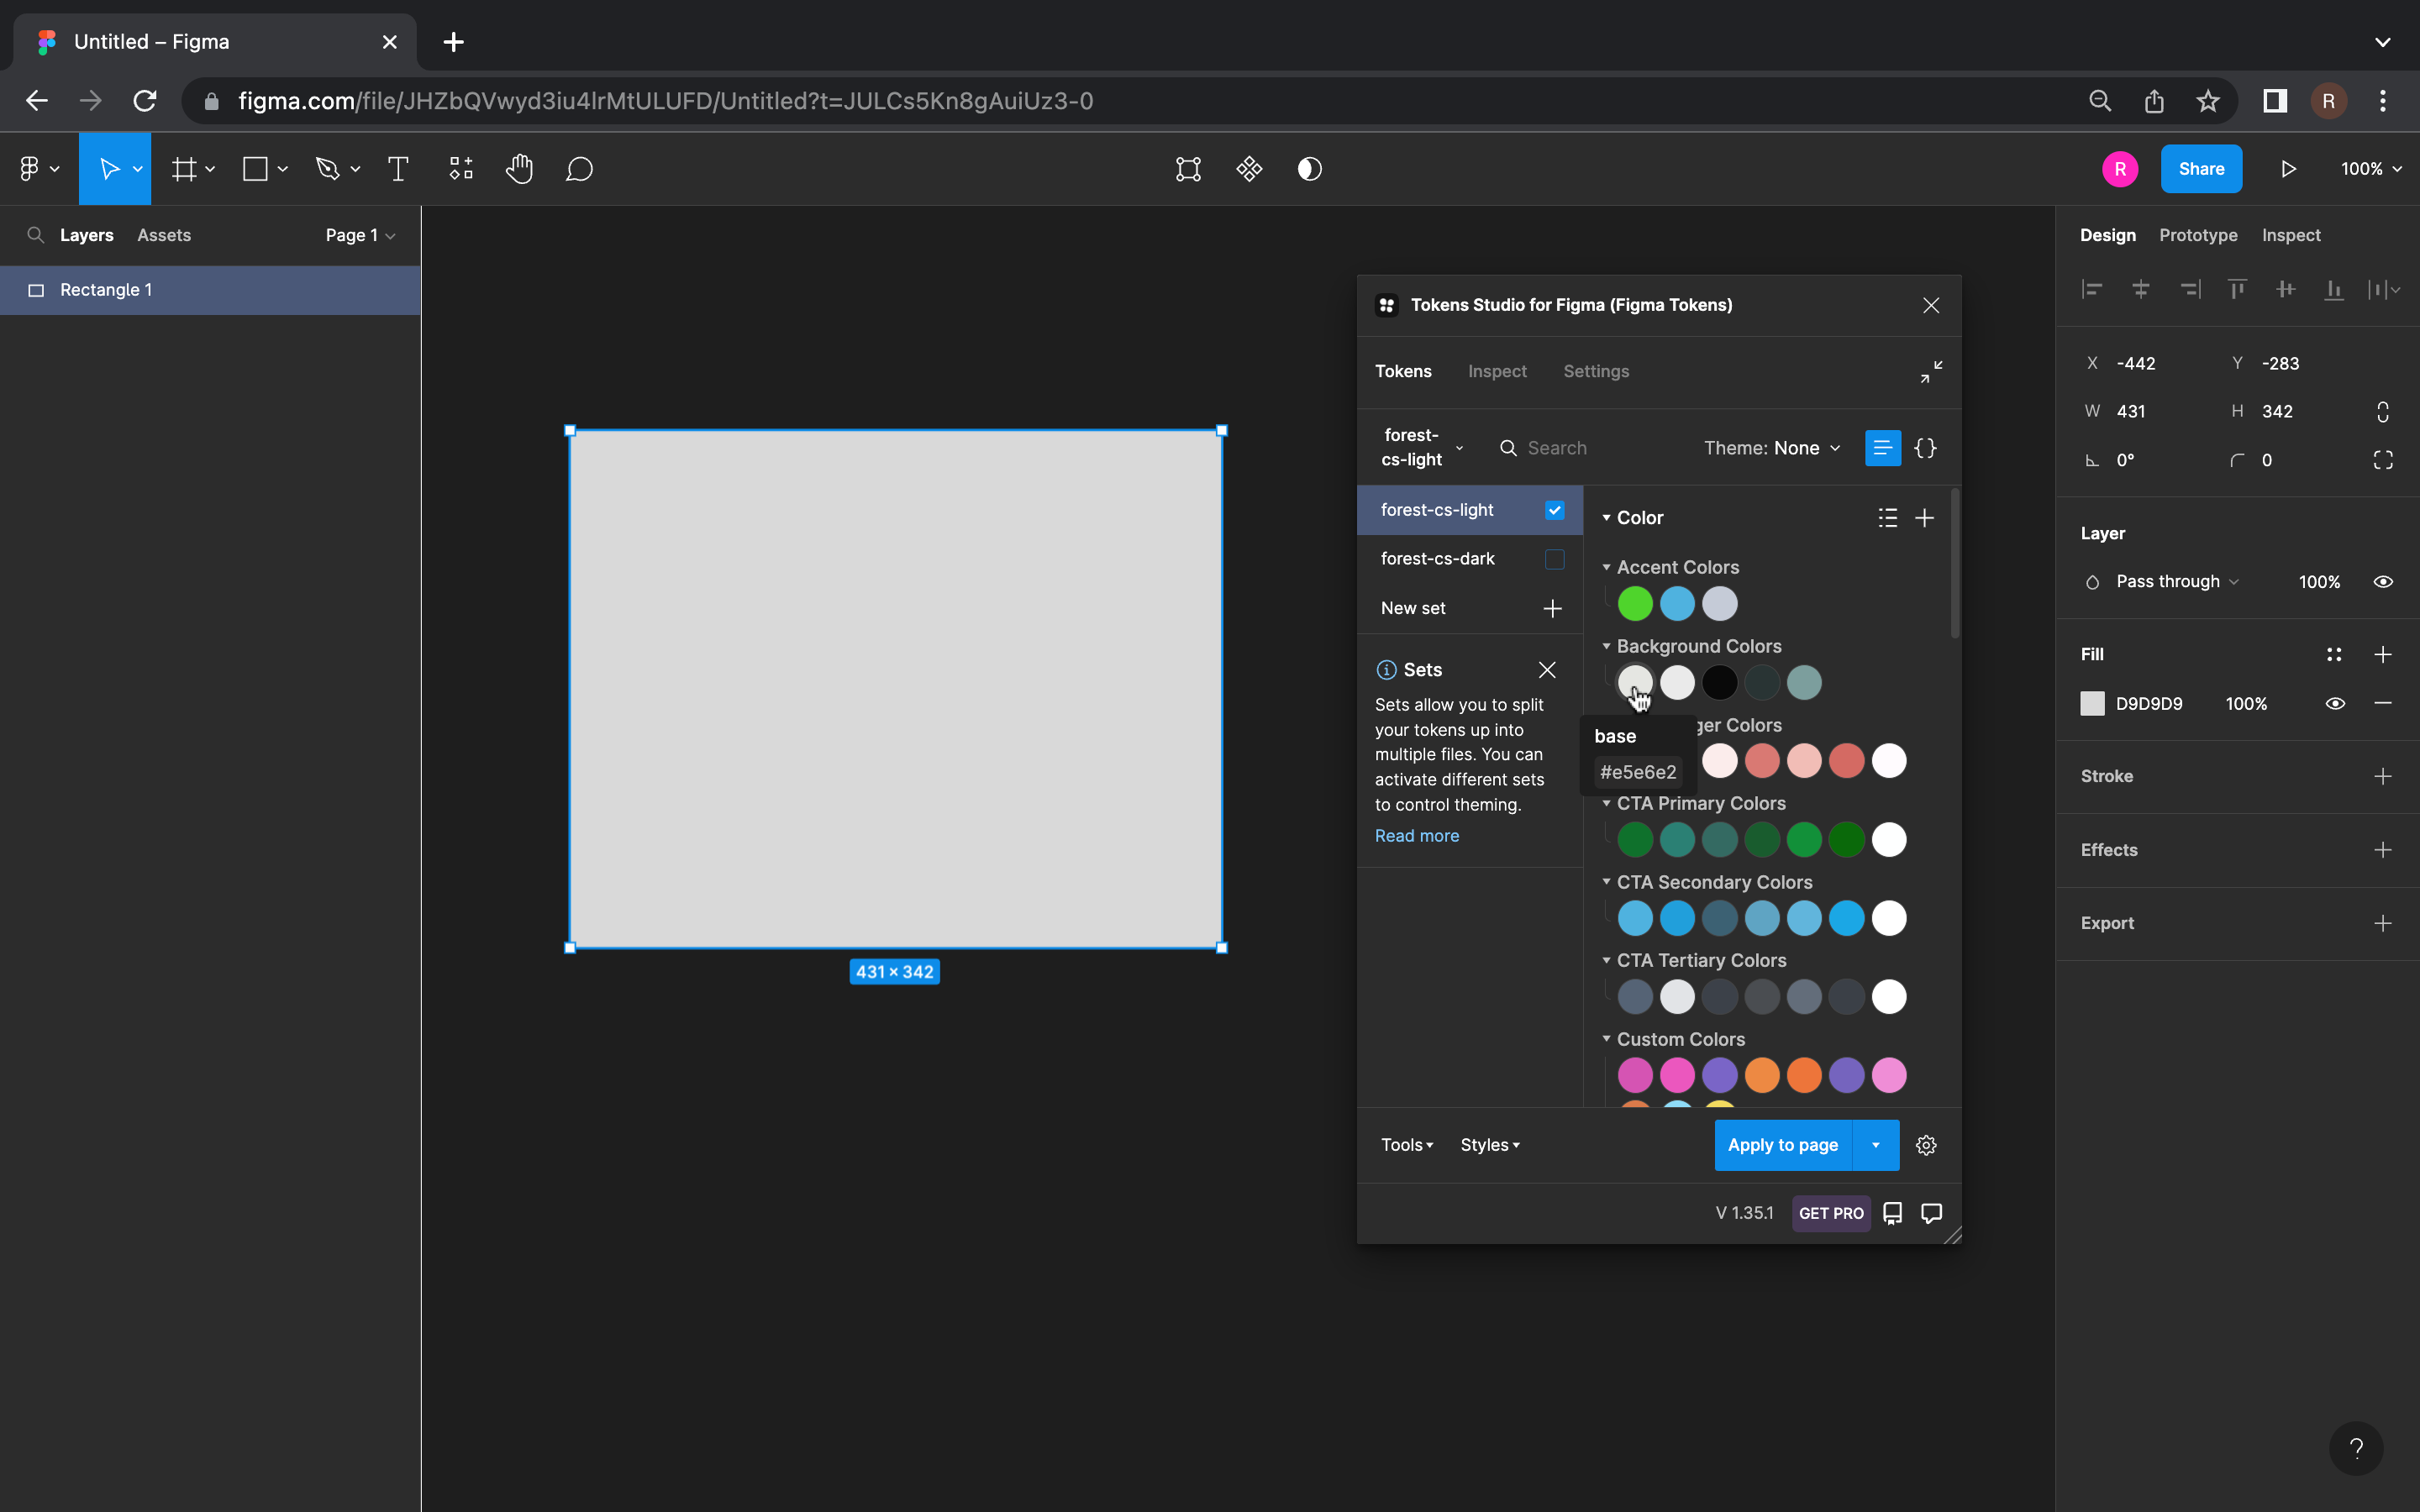 Untitled – Figma
figma.com/file/JHZbQVwyd3iu4lrMtULUFD/Untitled?t=JULCs5Kn8gAuiUz3-0
R
R
Share
100%
Layers
Assets
Page 1
Rectangle 1
431 × 342
Tokens Studio for Figma (Figma Tokens)
Tokens
Inspect
Settings
forest-
cs-light
Search
Theme: None
forest-cs-light
forest-cs-dark
New set
Sets
Sets allow you to split
your tokens up into
multiple files. You can
activate different sets
to control theming.
Read more
Color
Accent Colors
Background Colors
ger Colors
base
#e5e6e2
CTA Primary Colors
CTA Secondary Colors
CTA Tertiary Colors
Custom Colors
Tools
Styles
Apply to page
V 1.35.1
GET PRO
Design
Prototype
Inspect
X -442
Y -283
W 431
H 342
0°
0
Layer
Pass through
100%
Fill
D9D9D9
100%
Stroke
Effects
Export
?